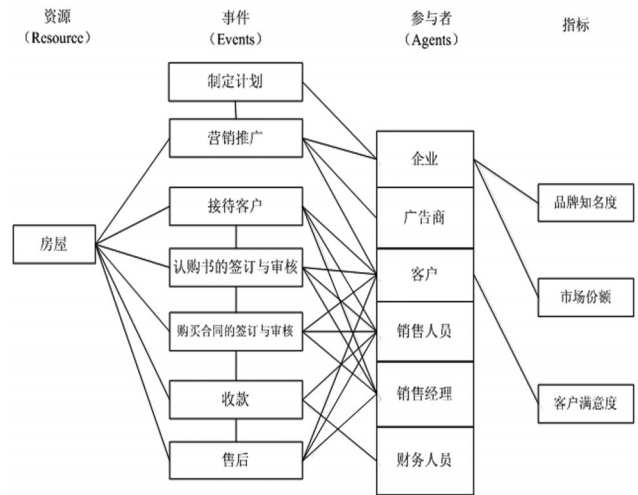 资源
（Resource）
事件
（Events）
参与者
（Agents）
指标
制定计划
营销推广
接待客户
认购书的签订与审核
购买合同的签订与审核
收款
售后
房屋
企业
广告商
客户
销售人员
销售经理
财务人员
品牌知名度
市场份额
客户满意度